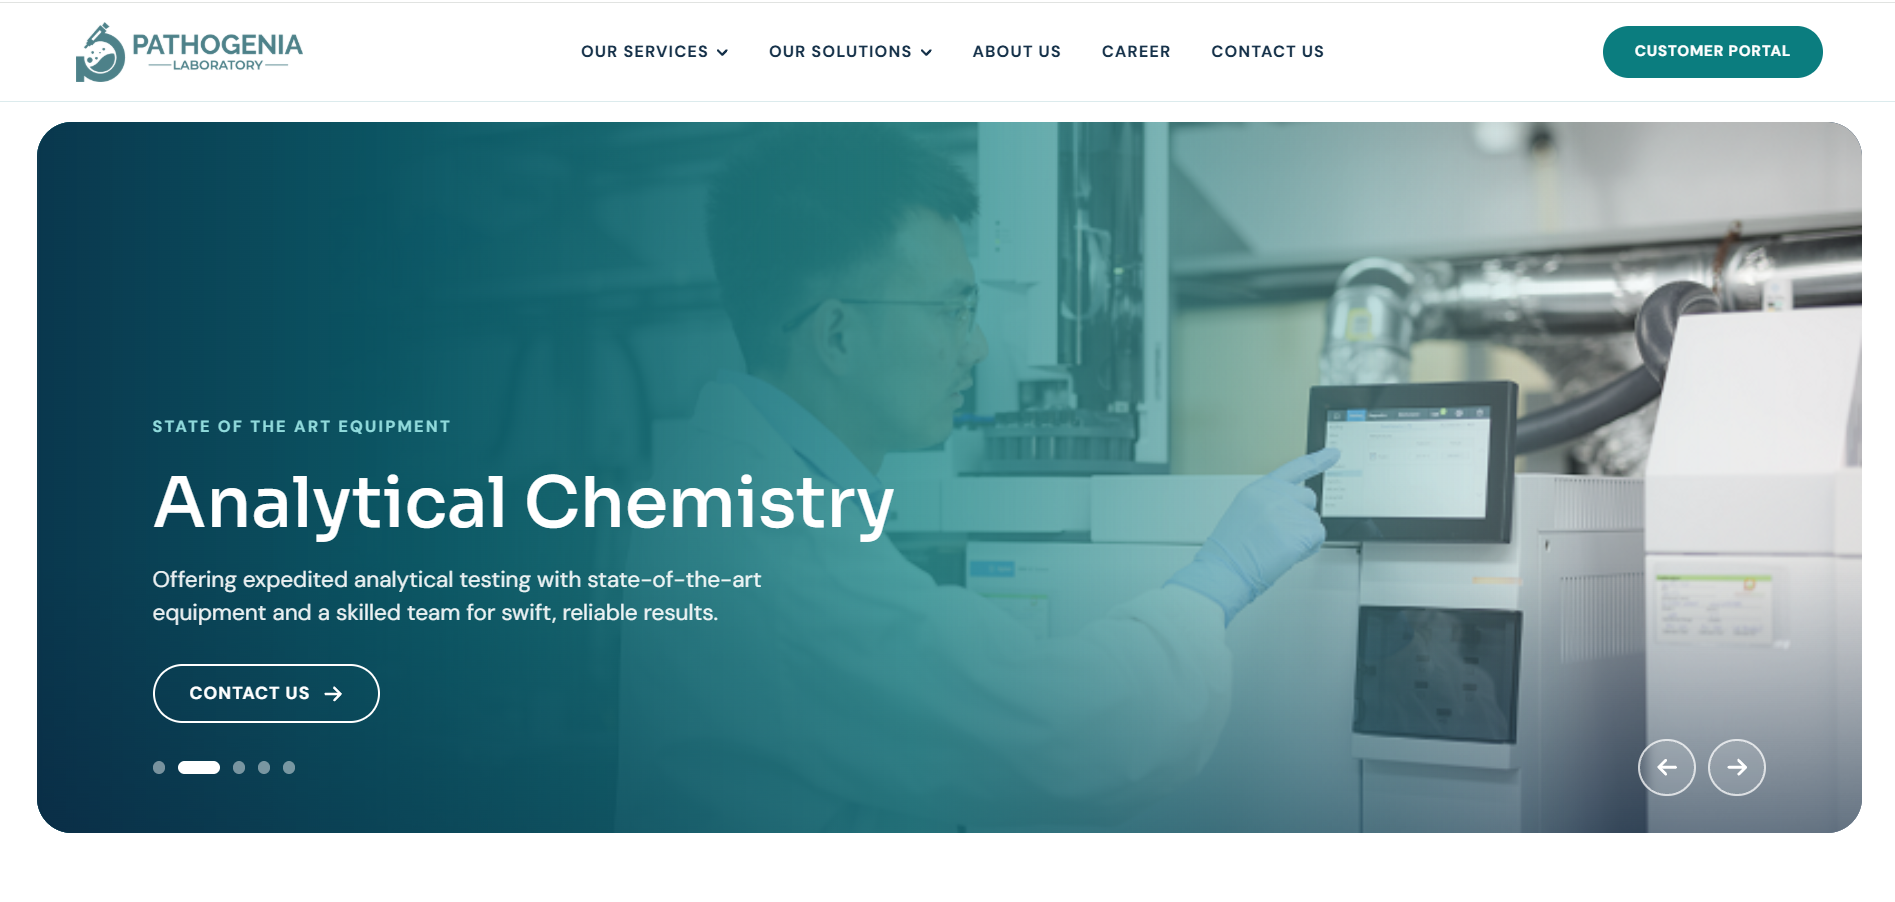 PATHOGENIA
LABORATORY
OUR SERVICES
OUR SOLUTIONS
ABOUT US
CAREER
CONTACT US
CUSTOMER PORTAL
STATE OF THE ART EQUIPMENT
Analytical Chemistry
Offering expedited analytical testing with state-of-the-art
equipment and a skilled team for swift, reliable results.
CONTACT US